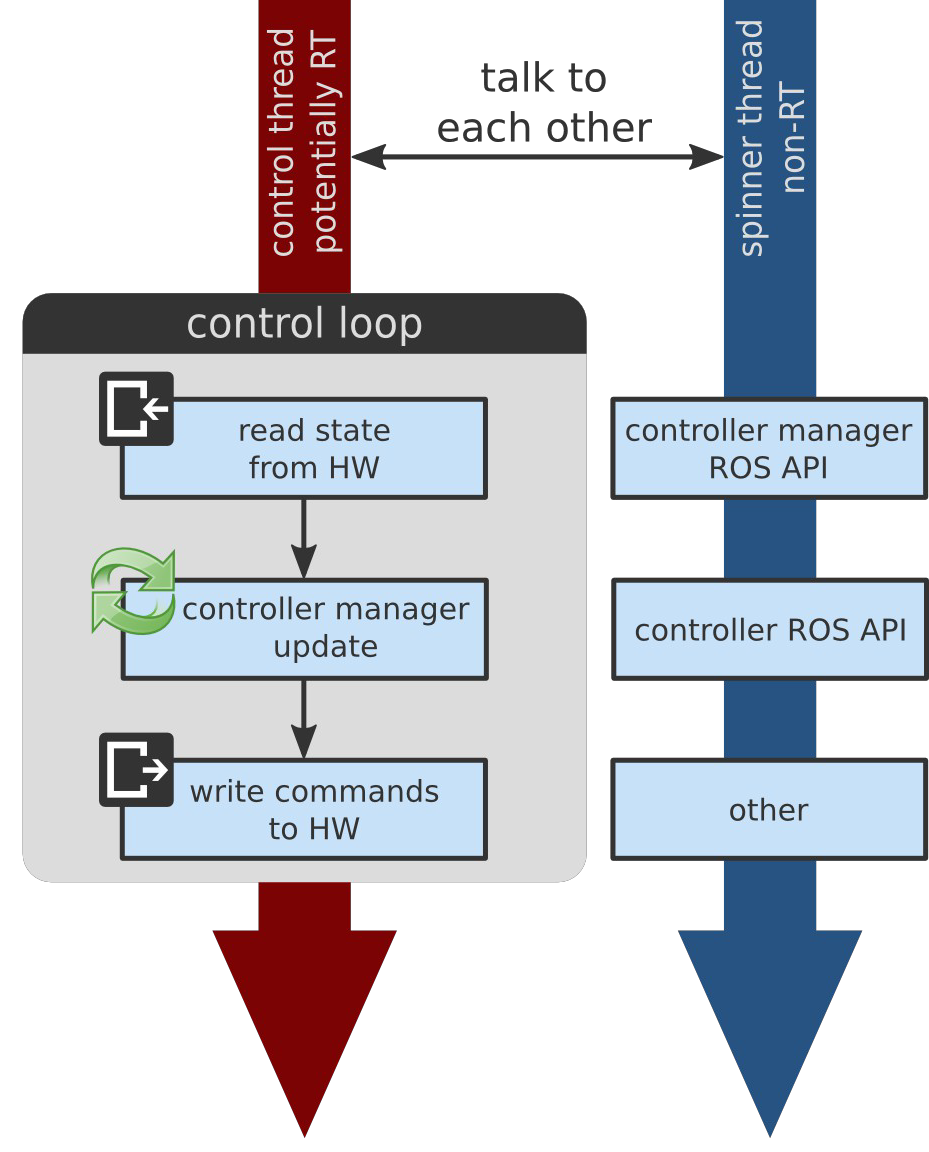 control thread
potentially RT
talk to
each other
spinner thread
non-RT
control loop
read state
from HW
controller manager
update
write commands
to HW
controller manager
ROS API
controller ROS API
other